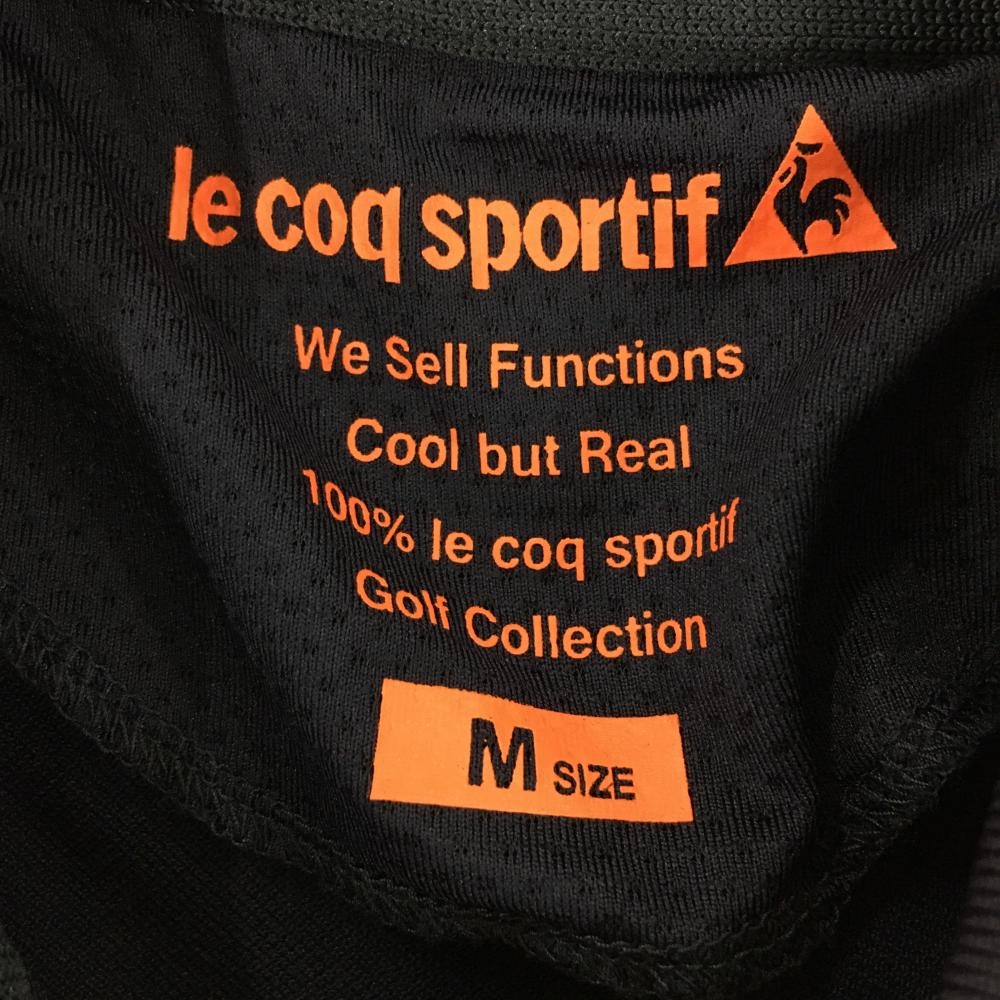 le coq sportif
We Sell Functions
Cool but Real
100% le coq sportif
Golf Collection
M SIZE